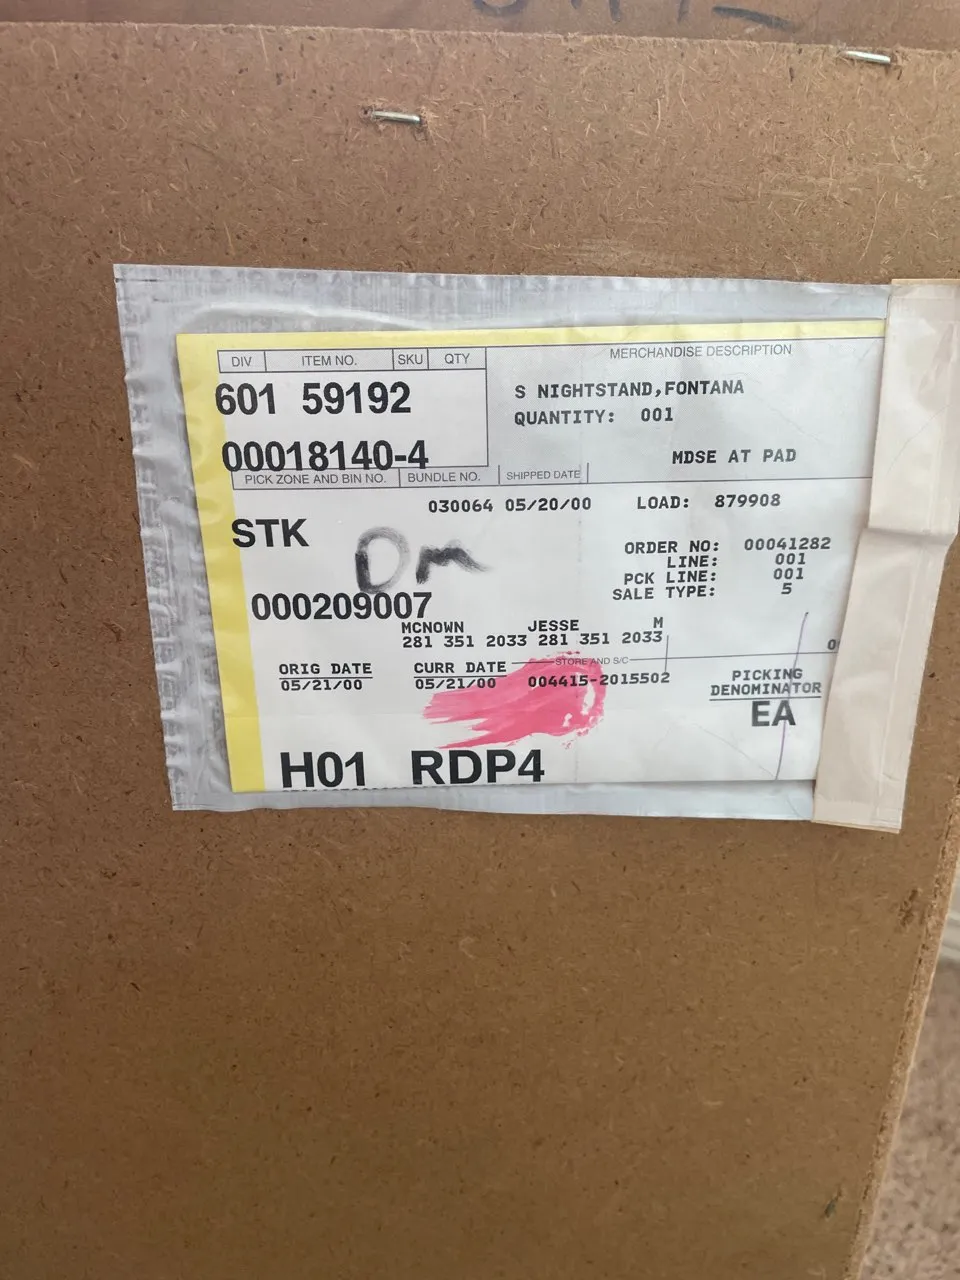 DIV ITEM NO. SKU QTY
601 59192
00018140-4
MERCHANDISE DESCRIPTION
S NIGHTSTAND,FONTANA
QUANTITY: 001
MDSE AT PAD
PICK ZONE AND BIN NO. BUNDLE NO. SHIPPED DATE
030064 05/20/00 LOAD: 879908
STK
Dm
ORDER NO: 00041282
LINE: 001
PCK LINE: 001
SALE TYPE: 5
000209007
MCNOWN JESSE M
281 351 2033 281 351 2033
ORIG DATE CURR DATE STORE AND S/C
05/21/00 05/21/00 004415-2015502
PICKING
DENOMINATOR
EA
H01 RDP4